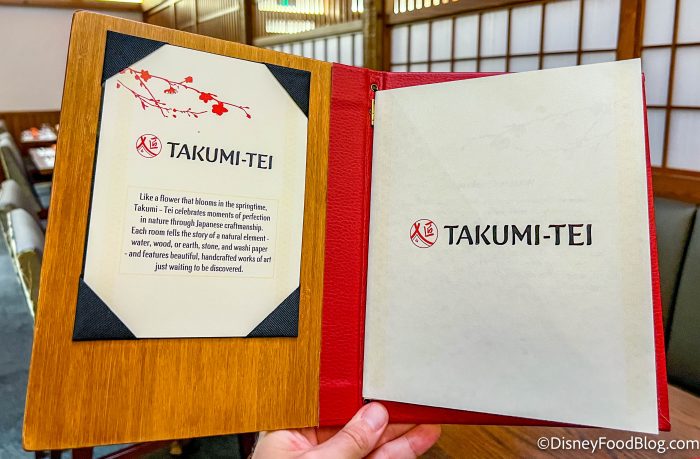 TAKUMI-TEI
Like a flower that blooms in the springtime,
Takumi - Tei celebrates moments of perfection
in nature through Japanese craftmanship.
Each room tells the story of a natural element -
water, wood, or earth, stone, and washi paper
- and features beautiful, handcrafted works of art
just waiting to be discovered.
匠 TAKUMI-TEI
©DisneyFoodBlog.com